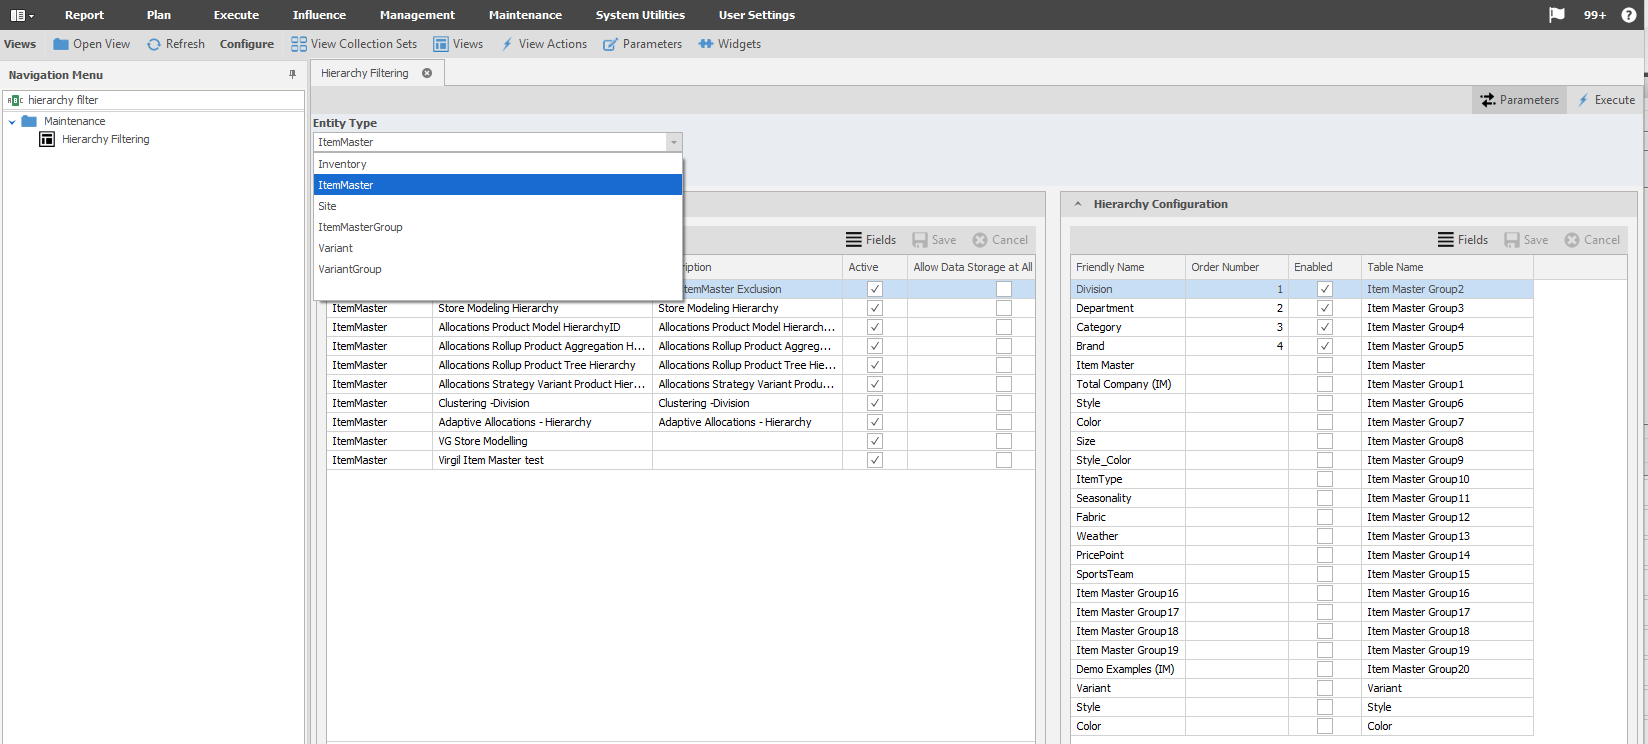 Report Plan Execute Influence Management Maintenance System Utilities User Settings 99+ ?
Views Open View Refresh Configure View Collection Sets Views View Actions Parameters Widgets
Navigation Menu
hierarchy filter
Maintenance
Hierarchy Filtering
Hierarchy Filtering
Parameters Execute
Entity Type
ItemMaster
Inventory
ItemMaster
Site
ItemMasterGroup
Variant
VariantGroup
Fields Save Cancel
ription Active Allow Data Storage at All
temMaster Exclusion
ItemMaster Store Modeling Hierarchy Store Modeling Hierarchy
ItemMaster Allocations Product Model HierarchyID Allocations Product Model Hierarch...
ItemMaster Allocations Rollup Product Aggregation H... Allocations Rollup Product Aggreg...
ItemMaster Allocations Rollup Product Tree Hierarchy Allocations Rollup Product Tree Hie...
ItemMaster Allocations Strategy Variant Product Hier... Allocations Strategy Variant Produ...
ItemMaster Clustering -Division Clustering -Division
ItemMaster Adaptive Allocations - Hierarchy Adaptive Allocations - Hierarchy
ItemMaster VG Store Modelling
ItemMaster Virgil Item Master test
Hierarchy Configuration
Fields Save Cancel
Friendly Name Order Number Enabled Table Name
Division 1 Item Master Group2
Department 2 Item Master Group3
Category 3 Item Master Group4
Brand 4 Item Master Group5
Item Master Item Master
Total Company (IM) Item Master Group1
Style Item Master Group6
Color Item Master Group7
Size Item Master Group8
Style_Color Item Master Group9
ItemType Item Master Group10
Seasonality Item Master Group11
Fabric Item Master Group12
Weather Item Master Group13
PricePoint Item Master Group14
SportsTeam Item Master Group15
Item Master Group16 Item Master Group16
Item Master Group17 Item Master Group17
Item Master Group18 Item Master Group18
Item Master Group19 Item Master Group19
Demo Examples (IM) Item Master Group20
Variant Variant
Style Style
Color Color